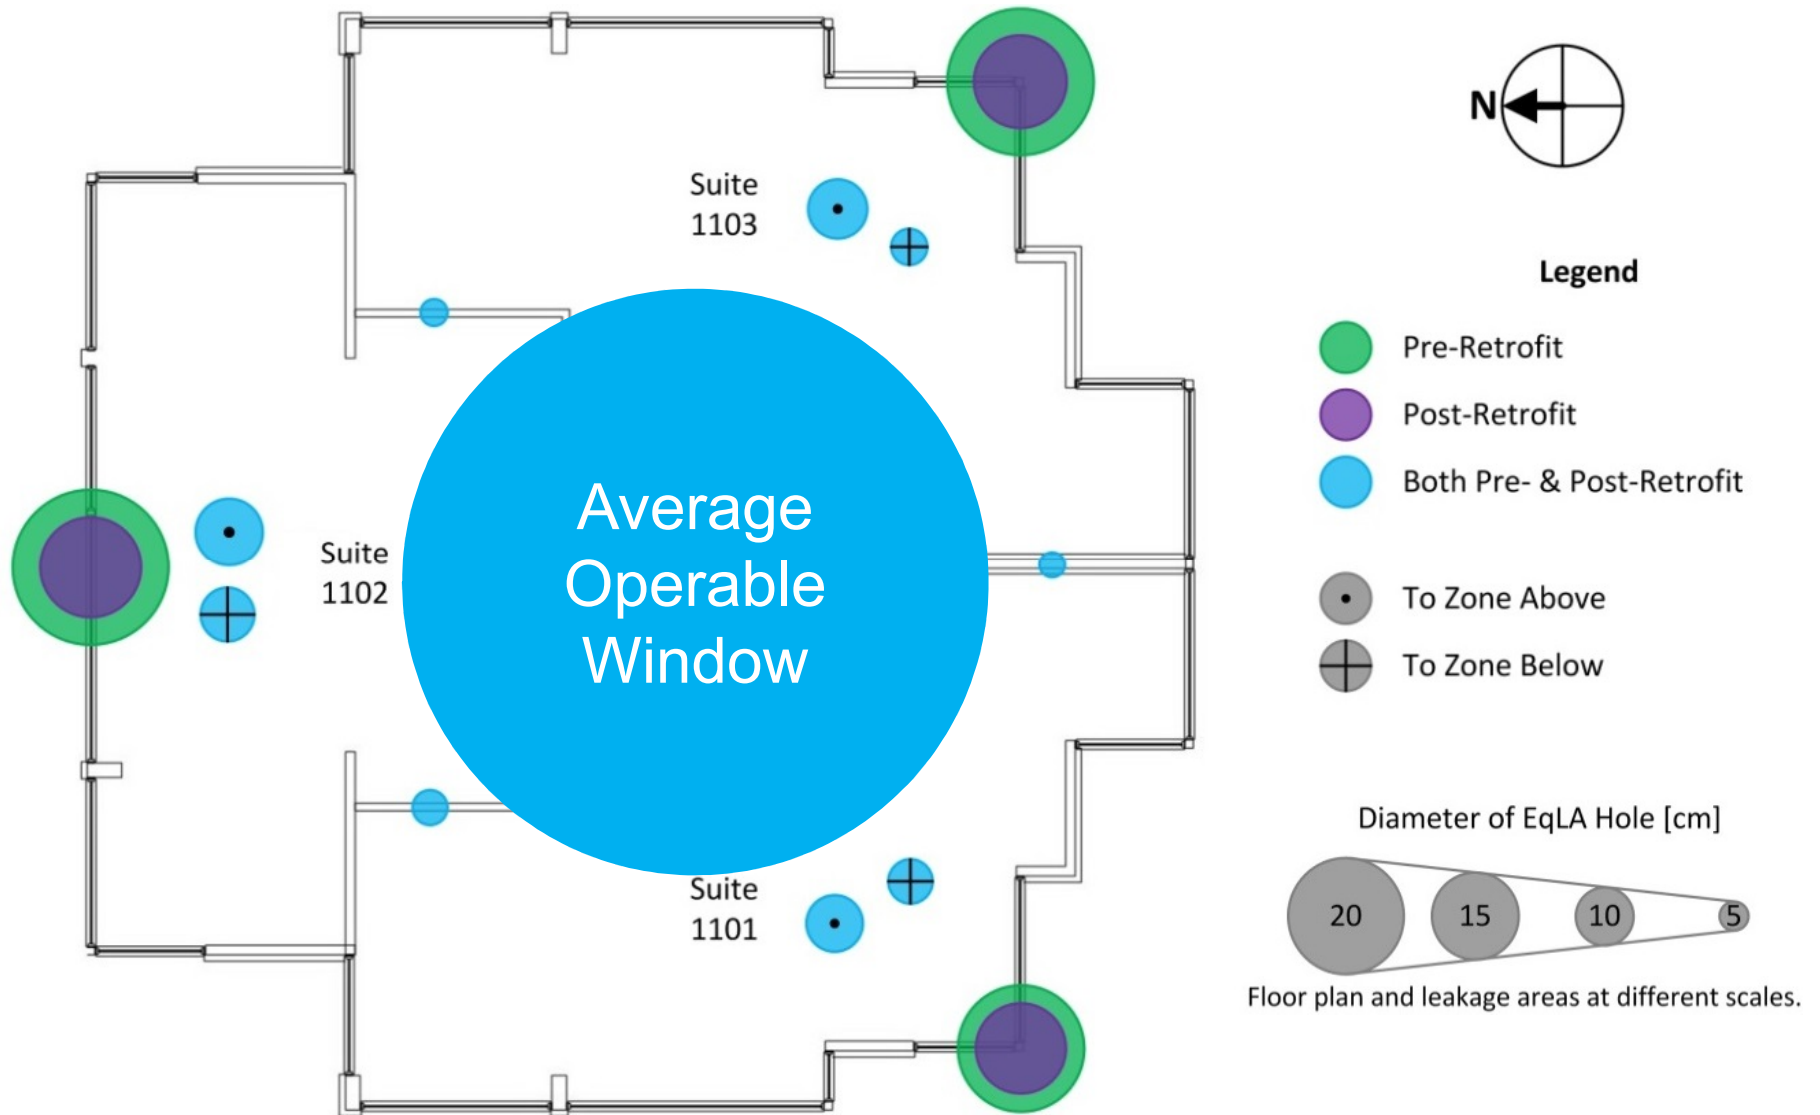 N
Suite
1103
Legend
Pre-Retrofit
Post-Retrofit
Both Pre- & Post-Retrofit
Average
Operable
Window
Suite
1102
To Zone Above
To Zone Below
Suite
1101
Diameter of EqLA Hole [cm]
20 15 10 5
Floor plan and leakage areas at different scales.